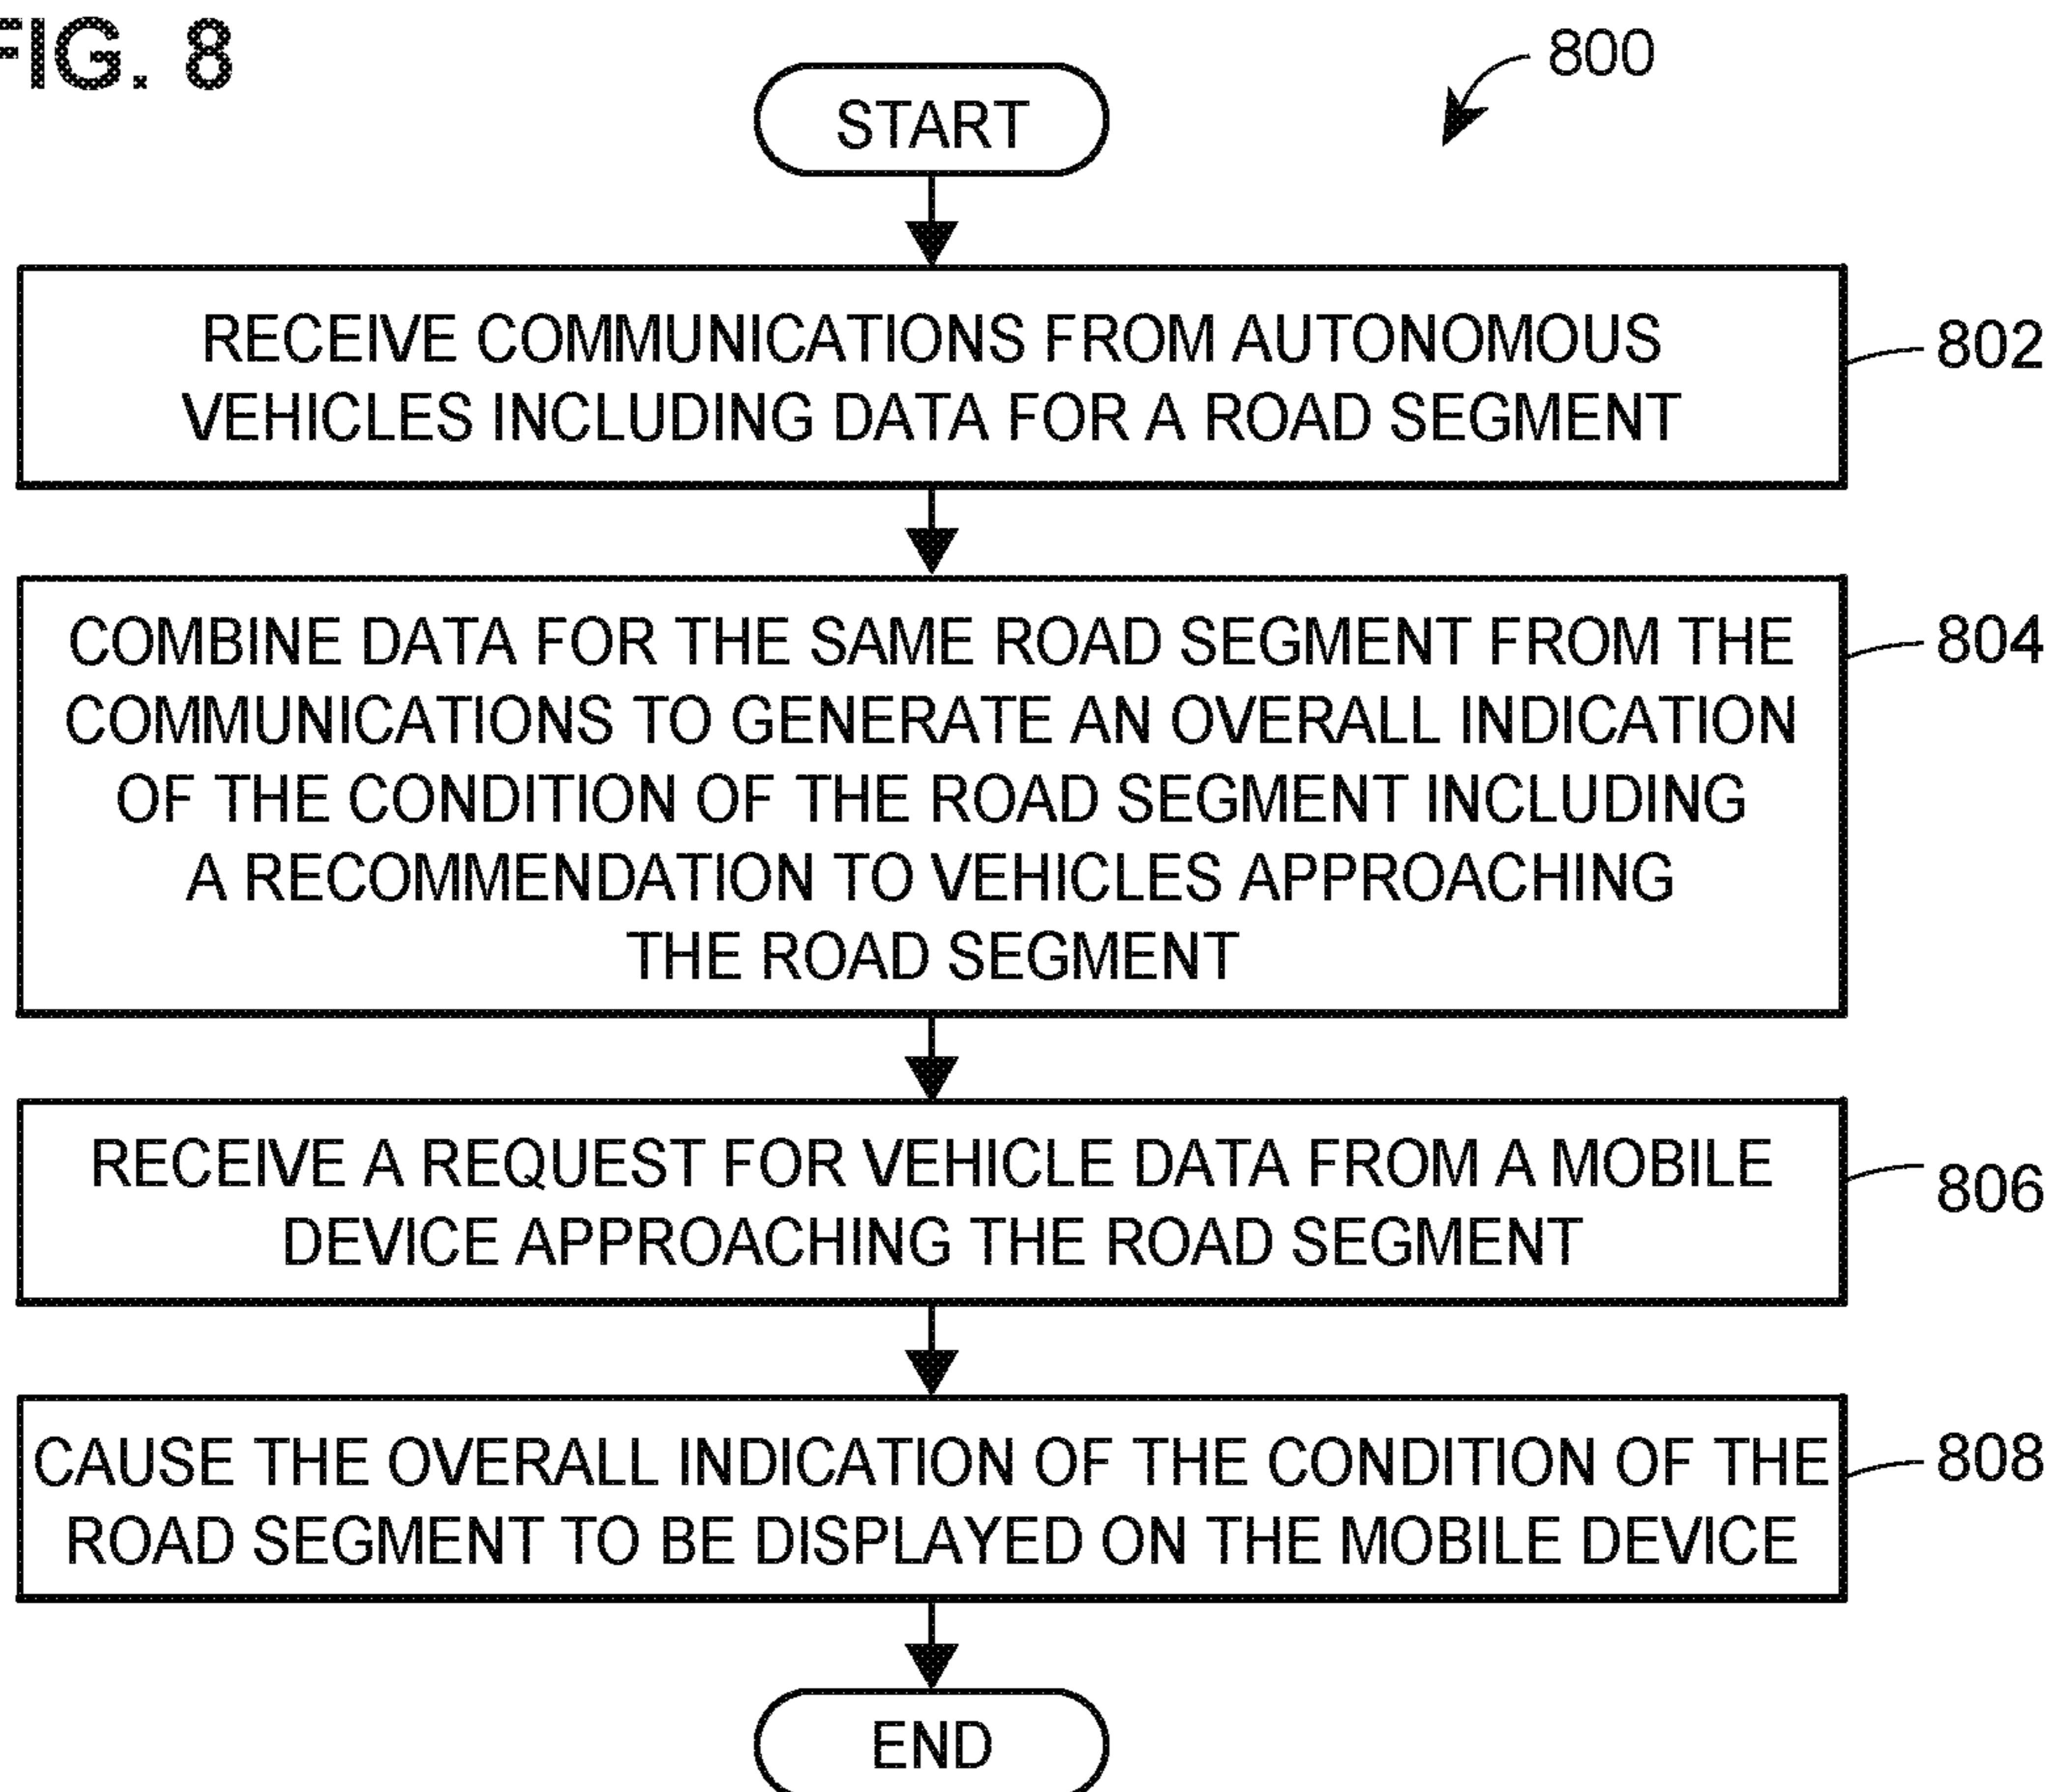 FIG. 8
800
START
RECEIVE COMMUNICATIONS FROM AUTONOMOUS
VEHICLES INCLUDING DATA FOR A ROAD SEGMENT
802
COMBINE DATA FOR THE SAME ROAD SEGMENT FROM THE
COMMUNICATIONS TO GENERATE AN OVERALL INDICATION
OF THE CONDITION OF THE ROAD SEGMENT INCLUDING
A RECOMMENDATION TO VEHICLES APPROACHING
THE ROAD SEGMENT
804
RECEIVE A REQUEST FOR VEHICLE DATA FROM A MOBILE
DEVICE APPROACHING THE ROAD SEGMENT
806
CAUSE THE OVERALL INDICATION OF THE CONDITION OF THE
ROAD SEGMENT TO BE DISPLAYED ON THE MOBILE DEVICE
808
END